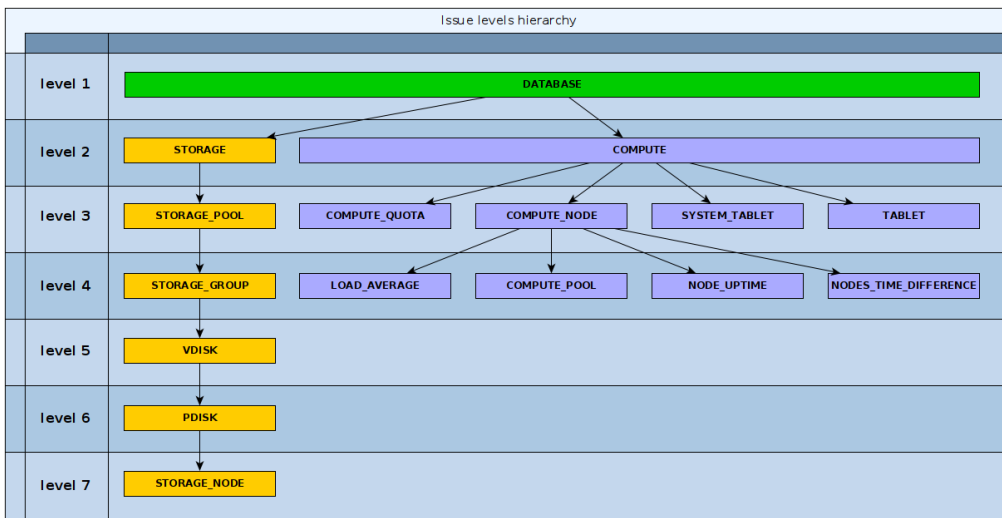 Issue levels hierarchy
level 1
DATABASE
level 2
STORAGE
COMPUTE
level 3
STORAGE_POOL
COMPUTE_QUOTA
COMPUTE_NODE
SYSTEM_TABLET
TABLET
level 4
STORAGE_GROUP
LOAD_AVERAGE
COMPUTE_POOL
NODE_UPTIME
NODES_TIME_DIFFERENCE
level 5
VDISK
level 6
PDISK
level 7
STORAGE_NODE